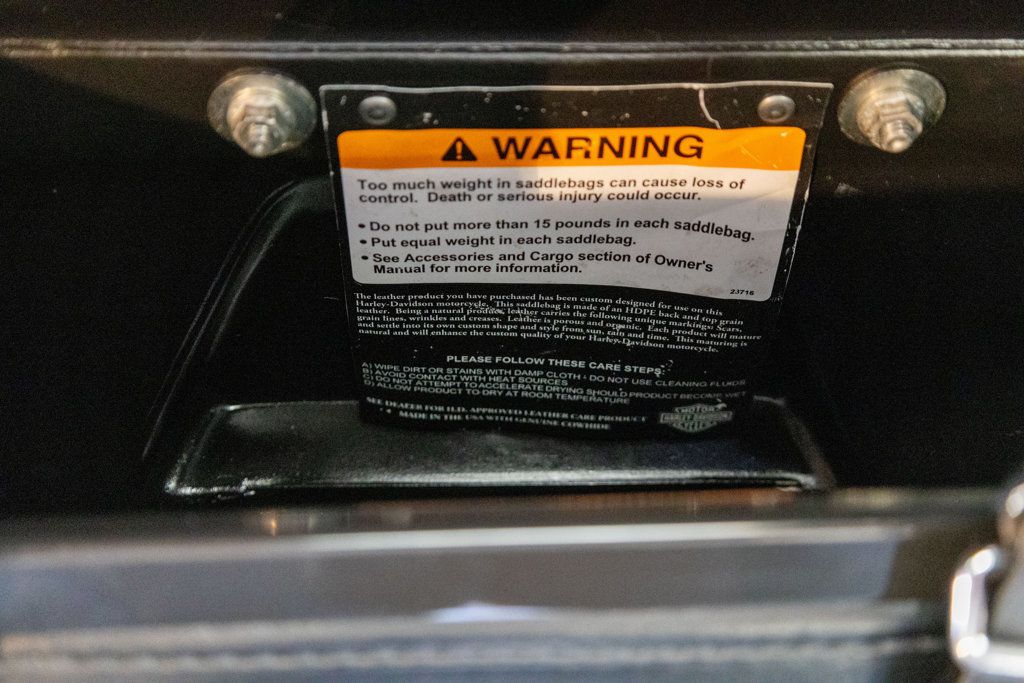 WARNING
Too much weight in saddlebags can cause loss of
control. Death or serious injury could occur.
• Do not put more than 15 pounds in each saddlebag.
• Put equal weight in each saddlebag.
• See Accessories and Cargo section of Owner's
Manual for more information.
23716
The leather product you have purchased has been custom designed for use on this
Harley-Davidson motorcycle. This saddlebag is made of an HDPE back and top grain
leather. Being a natural product, leather carries the following unique markings: Scars,
grain lines, wrinkles and creases. Leather is porous and organic. Each product will mature
and settle into its own custom shape and style from sun, rain and time. This maturing is
natural and will enhance the custom quality of your Harley-Davidson motorcycle.
PLEASE FOLLOW THESE CARE STEPS:
A) WIPE DIRT OR STAINS WITH DAMP CLOTH - DO NOT USE CLEANING FLUIDS
B) AVOID CONTACT WITH HEAT SOURCES
C) DO NOT ATTEMPT TO ACCELERATE DRYING SHOULD PRODUCT BECOME WET
D) ALLOW PRODUCT TO DRY AT ROOM TEMPERATURE
SEE DEALER FOR H.D. APPROVED LEATHER CARE PRODUCT
MADE IN THE USA WITH GENUINE COWHIDE
MOTOR
HARLEY-DAVIDSON